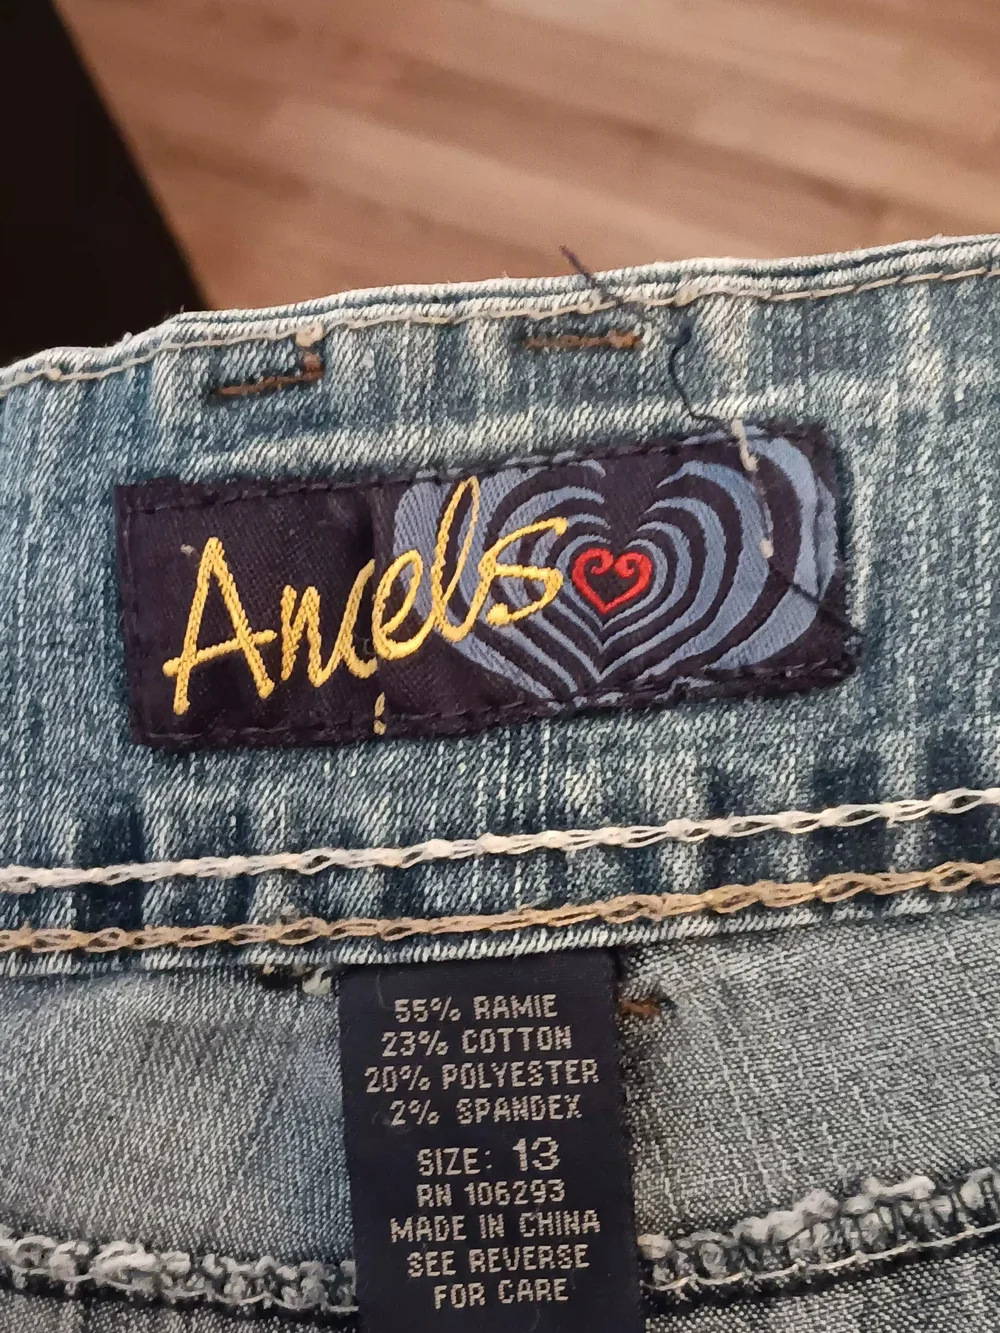 Angels
55% RAMIE
23% COTTON
20% POLYESTER
2% SPANDEX
SIZE: 13
RN 106293
MADE IN CHINA
SEE REVERSE
FOR CARE